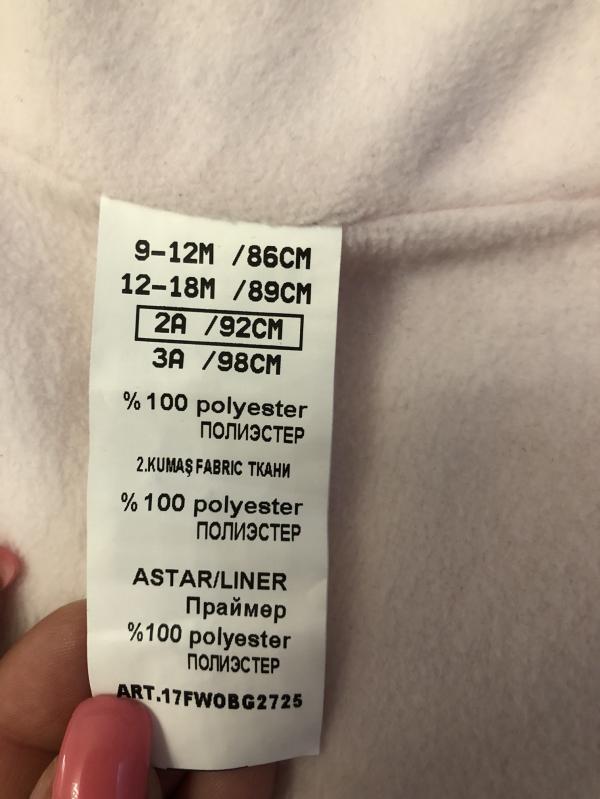 9-12M /86CM
12-18M /89CM
2A /92CM
3A /98CM
%100 polyester
ПОЛИЭСТЕР
2.KUMAŞ FABRIC ТКАНИ
%100 polyester
ПОЛИЭСТЕР
ASTAR/LINER
Праймер
%100 polyester
ПОЛИЭСТЕР
ART.17FWOBG2725